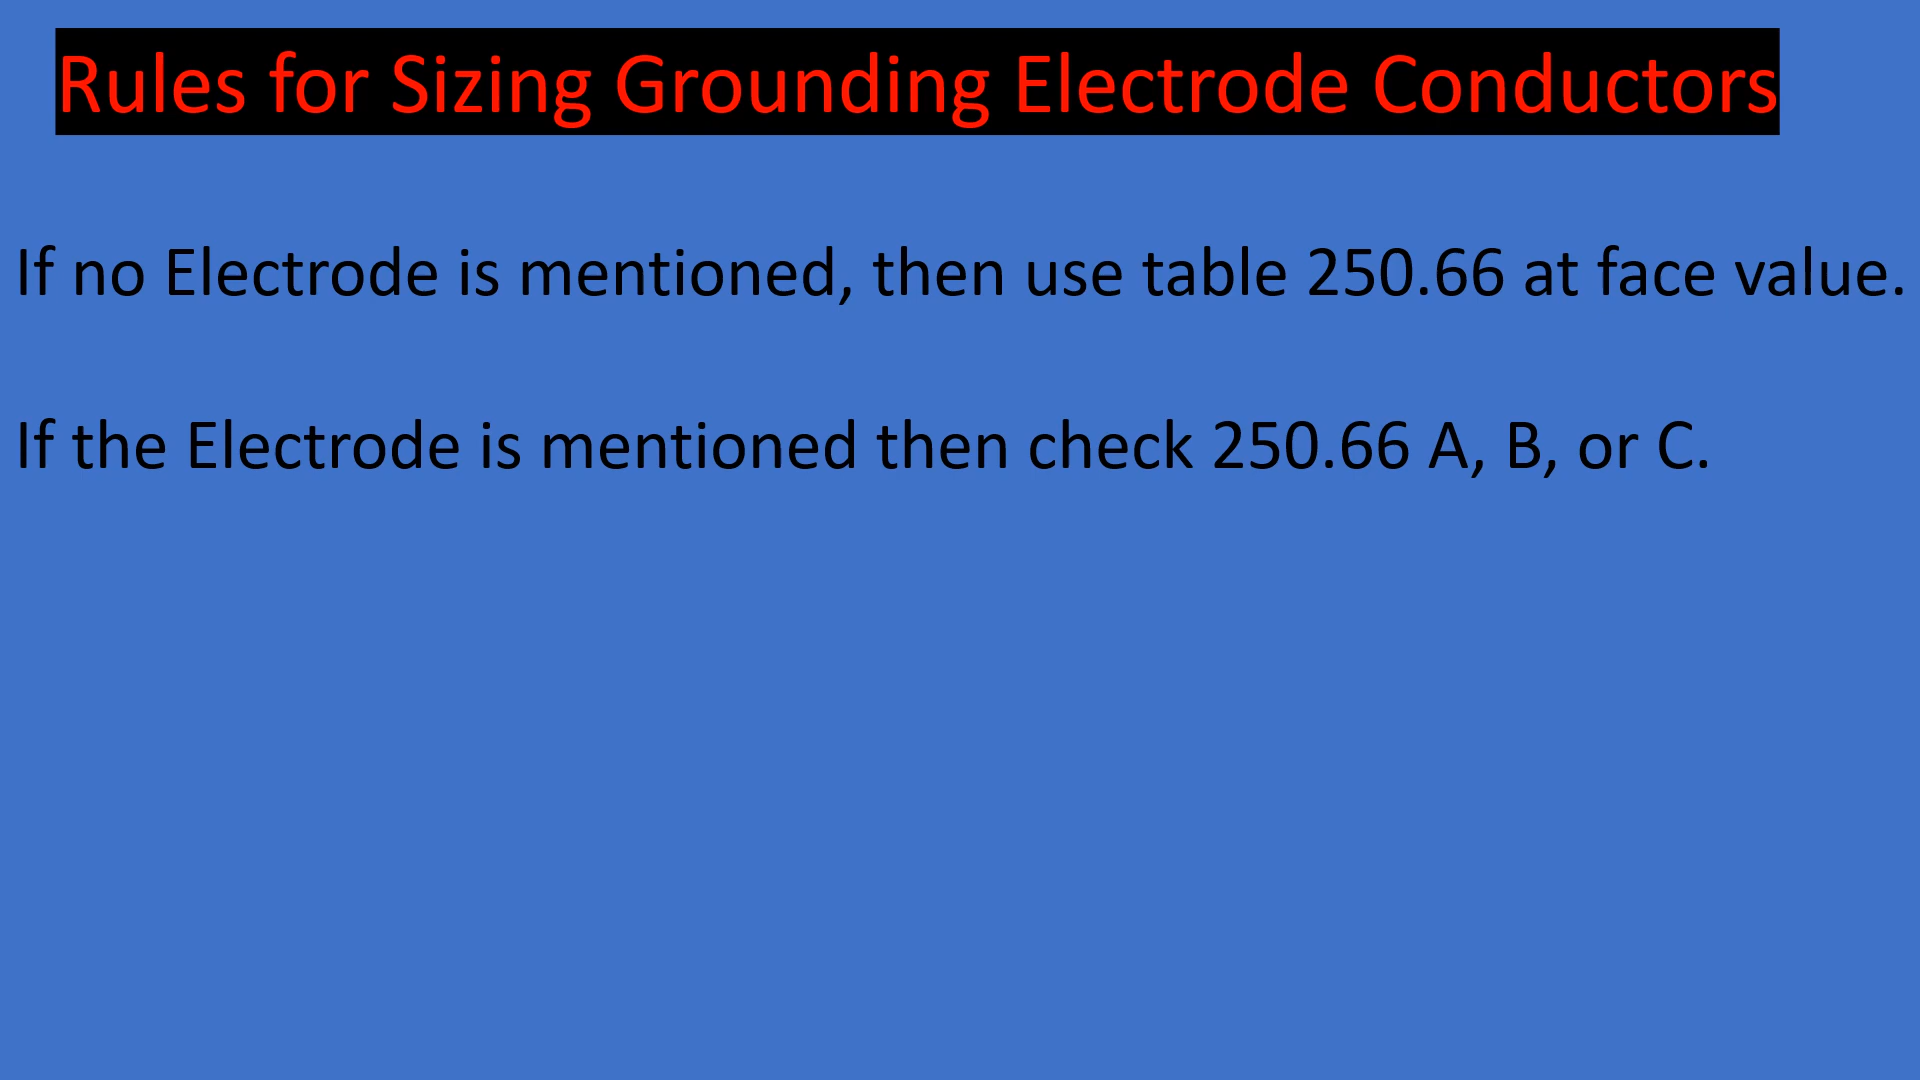 Rules for Sizing Grounding Electrode Conductors
If no Electrode is mentioned, then use table 250.66 at face value.
If the Electrode is mentioned then check 250.66 A, B, or C.